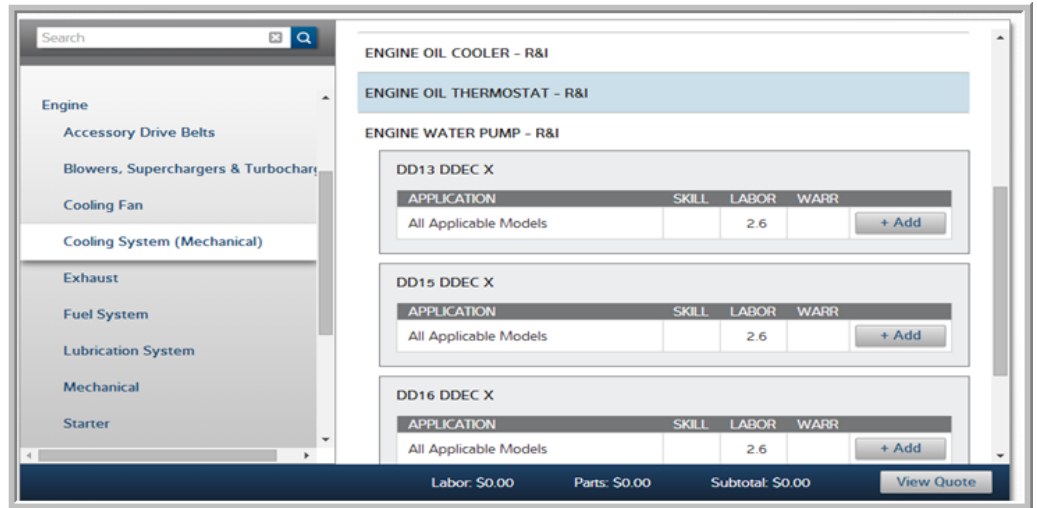 Search
Engine
Accessory Drive Belts
Blowers, Superchargers & Turbocharg
Cooling Fan
Cooling System (Mechanical)
Exhaust
Fuel System
Lubrication System
Mechanical
Starter
ENGINE OIL COOLER - R&I
ENGINE OIL THERMOSTAT - R&I
ENGINE WATER PUMP - R&I
DD13 DDEC X
APPLICATION SKILL LABOR WARR
All Applicable Models 2.6 + Add
DD15 DDEC X
APPLICATION SKILL LABOR WARR
All Applicable Models 2.6 + Add
DD16 DDEC X
APPLICATION SKILL LABOR WARR
All Applicable Models 2.6 + Add
Labor: $0.00 Parts: $0.00 Subtotal: $0.00 View Quote